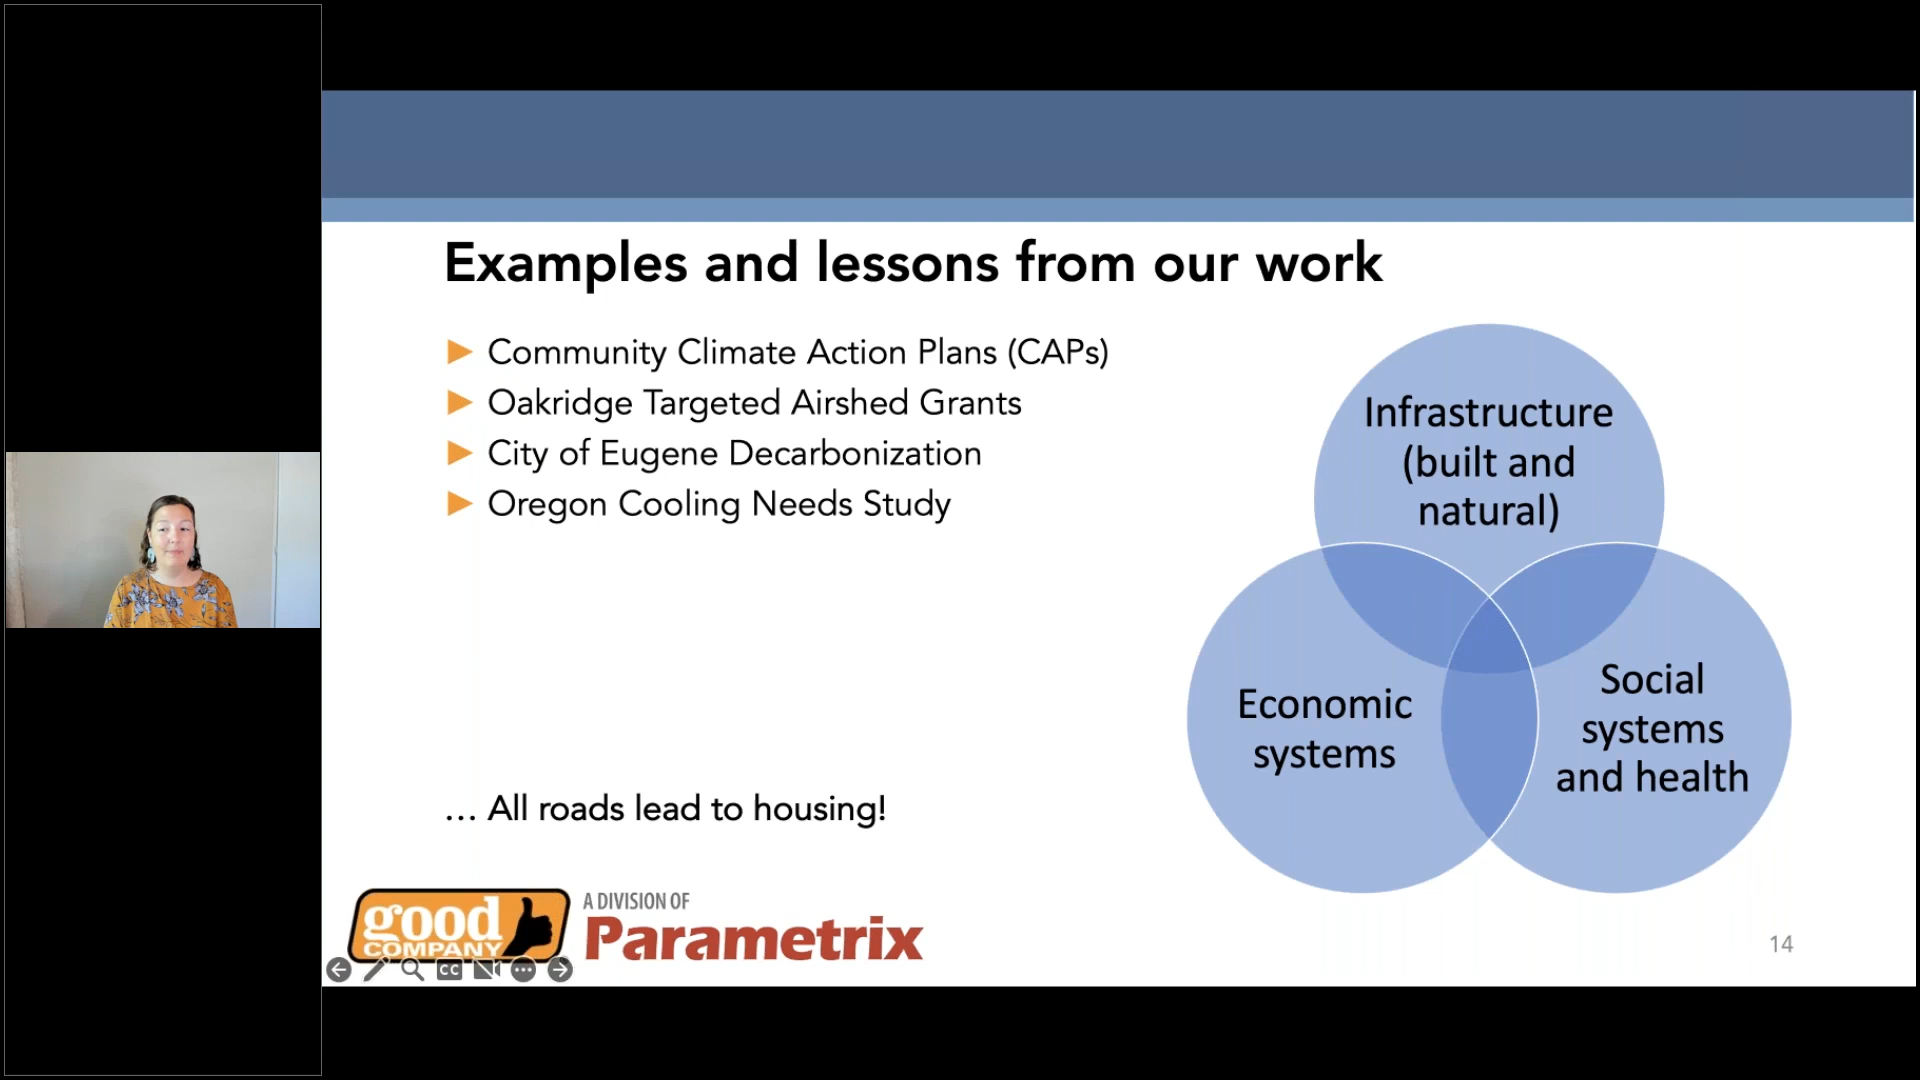 Examples and lessons from our work
Community Climate Action Plans (CAPs)
Oakridge Targeted Airshed Grants
City of Eugene Decarbonization
Oregon Cooling Needs Study
… All roads lead to housing!
Infrastructure
(built and
natural)
Economic
systems
Social
systems
and health
good
COMPANY
A DIVISION OF
Parametrix
CC
14